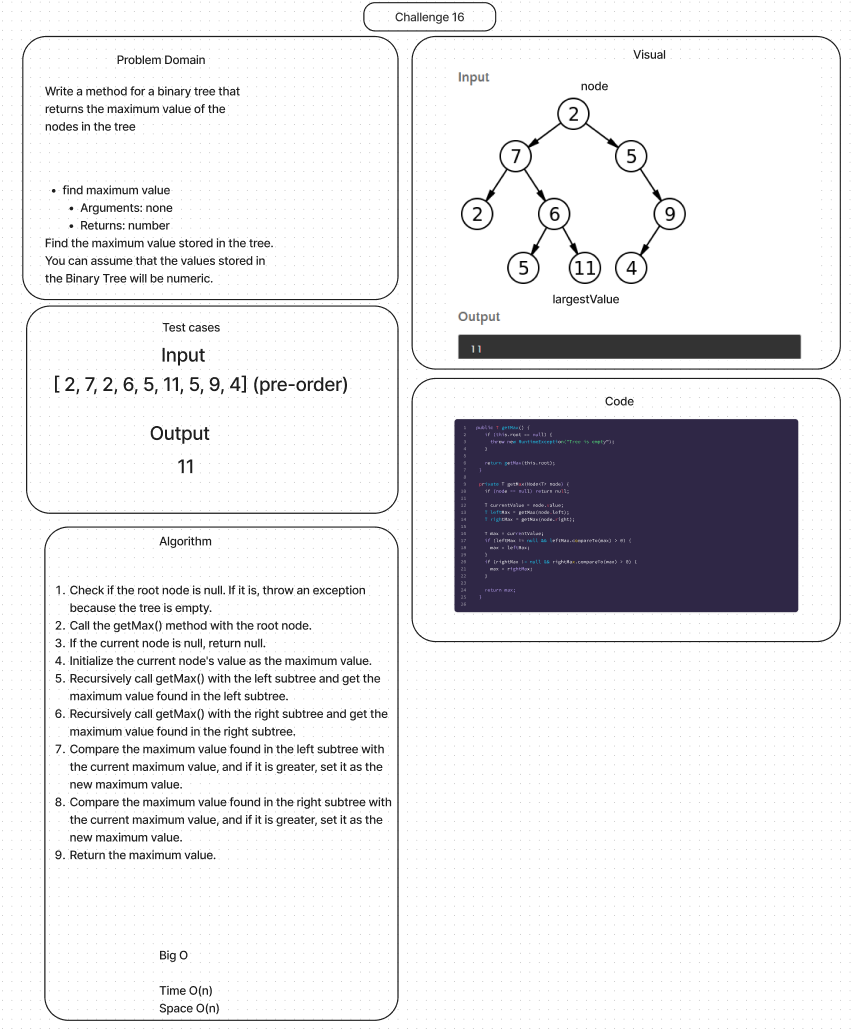 Challenge 16
Problem Domain
Write a method for a binary tree that
returns the maximum value of the
nodes in the tree
• find maximum value
• Arguments: none
• Returns: number
Find the maximum value stored in the tree.
You can assume that the values stored in
the Binary Tree will be numeric.
Test cases
Input
[ 2, 7, 2, 6, 5, 11, 5, 9, 4] (pre-order)
Output
11
Algorithm
1. Check if the root node is null. If it is, throw an exception
because the tree is empty.
2. Call the getMax() method with the root node.
3. If the current node is null, return null.
4. Initialize the current node's value as the maximum value.
5. Recursively call getMax() with the left subtree and get the
maximum value found in the left subtree.
6. Recursively call getMax() with the right subtree and get the
maximum value found in the right subtree.
7. Compare the maximum value found in the left subtree with
the current maximum value, and if it is greater, set it as the
new maximum value.
8. Compare the maximum value found in the right subtree with
the current maximum value, and if it is greater, set it as the
new maximum value.
9. Return the maximum value.
Big O
Time O(n)
Space O(n)
Visual
Input
node
2
7 5
2 6 9
5 11 4
largestValue
Output
11
Code
1 public T getMax() {
2 if (this.root == null) {
3 throw new RuntimeException("Tree is empty");
4 }
5
6 return getMax(this.root);
7 }
8
9 private T getMax(Node<T> node) {
10 if (node == null) return null;
11
12 T currentValue = node.value;
13 T leftMax = getMax(node.left);
14 T rightMax = getMax(node.right);
15
16 T max = currentValue;
17 if (leftMax != null && leftMax.compareTo(max) > 0) {
18 max = leftMax;
19 }
20 if (rightMax != null && rightMax.compareTo(max) > 0) {
21 max = rightMax;
22 }
23
24 return max;
25 }
26